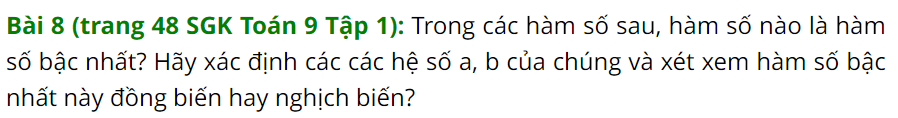 Bài 8 (trang 48 SGK Toán 9 Tập 1): Trong các hàm số sau, hàm số nào là hàm
số bậc nhất? Hãy xác định các các hệ số a, b của chúng và xét xem hàm số bậc
nhất này đồng biến hay nghịch biến?